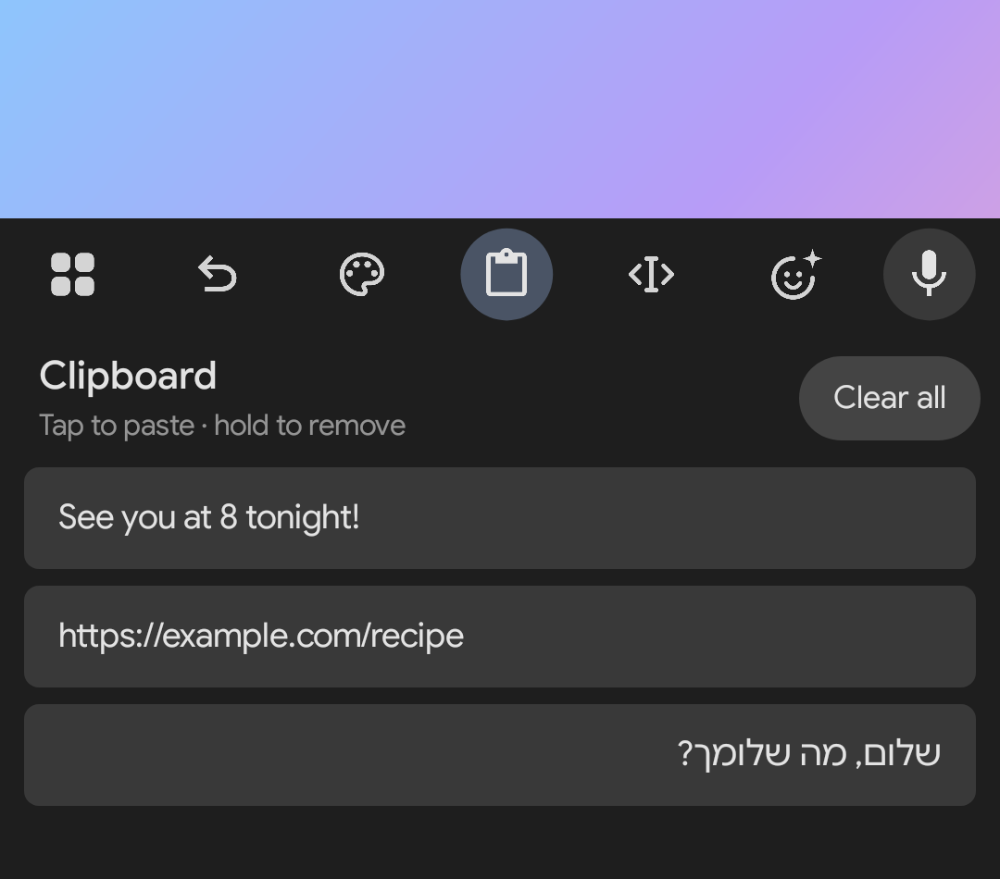 Clipboard
Tap to paste · hold to remove
Clear all
See you at 8 tonight!
https://example.com/recipe
שלום, מה שלומך?